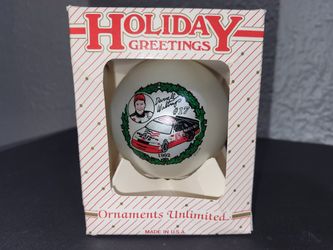 HOLIDAY
GREETINGS
1992
Ornaments Unlimited
MADE IN U.S.A.